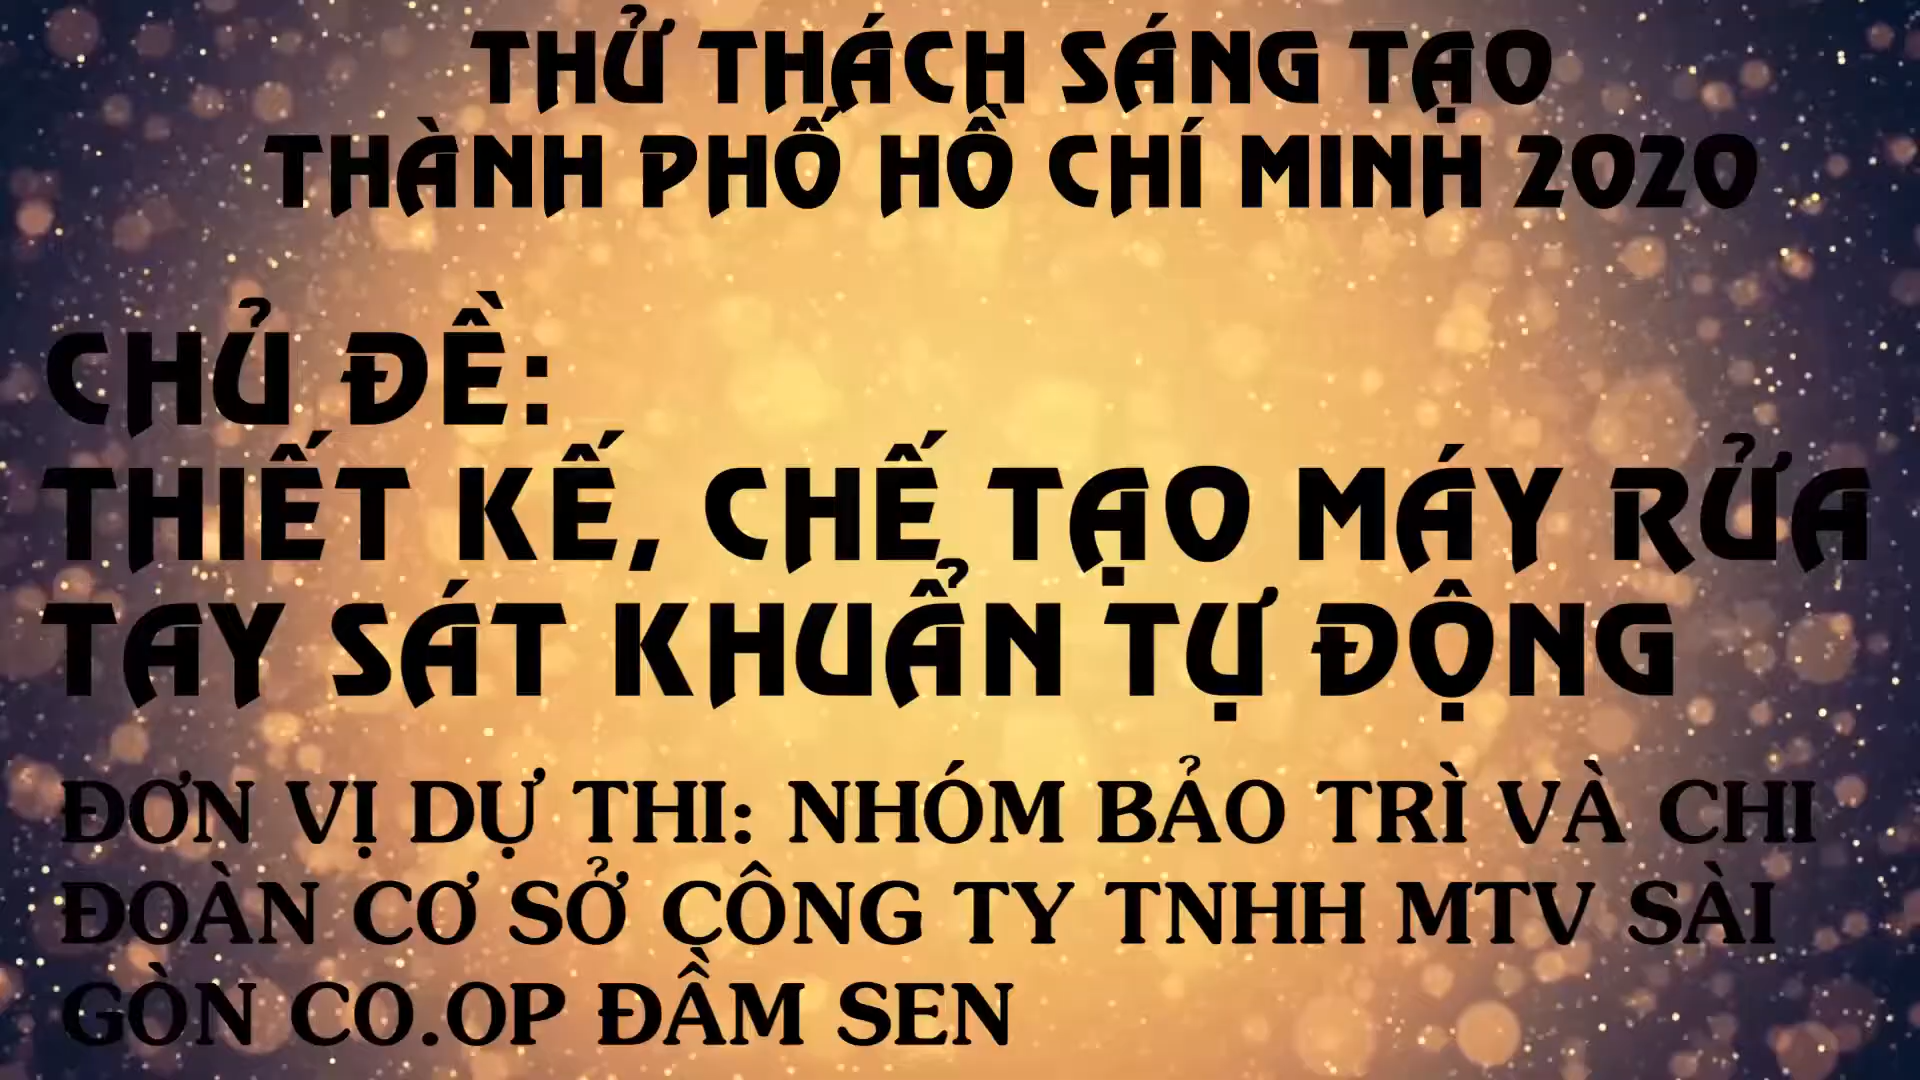 THỬ THÁCH SÁNG TẠO
THÀNH PHỐ HỒ CHÍ MINH 2020
CHỦ ĐỀ:
THIẾT KẾ, CHẾ TẠO MÁY RỬA
TAY SÁT KHUẨN TỰ ĐỘNG
ĐƠN VỊ DỰ THI: NHÓM BẢO TRÌ VÀ CHI
ĐOÀN CƠ SỞ CÔNG TY TNHH MTV SÀI
GÒN CO.OP ĐẦM SEN